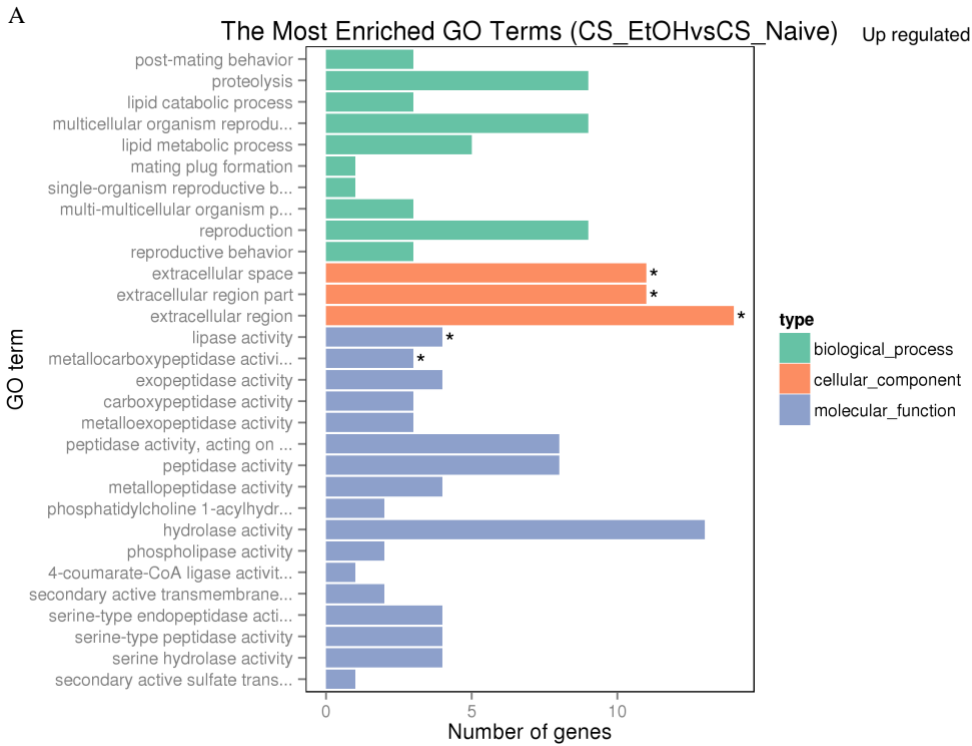 A
The Most Enriched GO Terms (CS_EtOHvsCS_Naive) Up regulated
post-mating behavior
proteolysis
lipid catabolic process
multicellular organism reprodu...
lipid metabolic process
mating plug formation
single-organism reproductive b...
multi-multicellular organism p...
reproduction
reproductive behavior
extracellular space *
extracellular region part *
extracellular region *
lipase activity *
metallocarboxypeptidase activi... *
exopeptidase activity
carboxypeptidase activity
metalloexopeptidase activity
peptidase activity, acting on ...
peptidase activity
metallopeptidase activity
phosphatidylcholine 1-acylhydr...
hydrolase activity
phospholipase activity
4-coumarate-CoA ligase activit...
secondary active transmembrane...
serine-type endopeptidase acti...
serine-type peptidase activity
serine hydrolase activity
secondary active sulfate trans...
GO term
0 5 10
Number of genes
type
biological_process
cellular_component
molecular_function